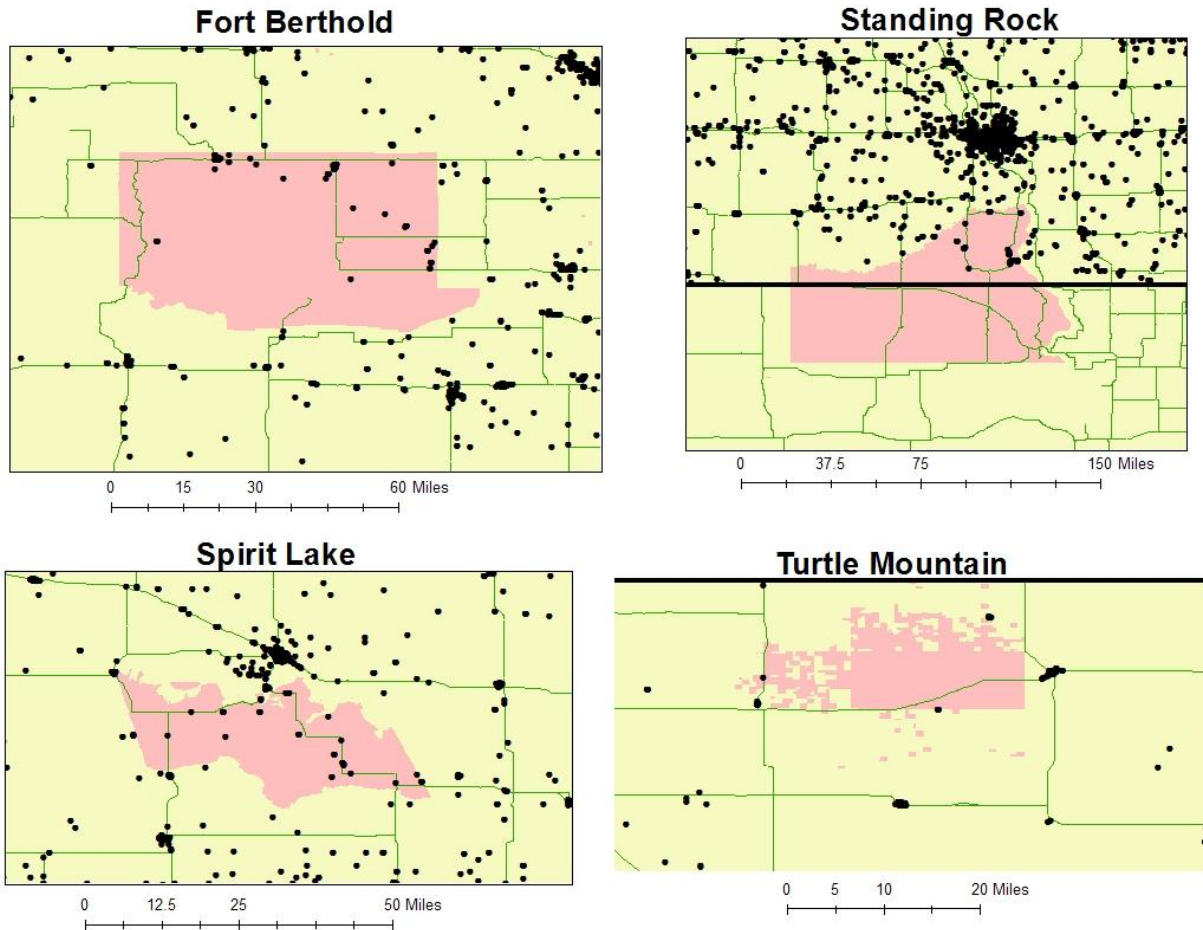 Fort Berthold
0 15 30 60 Miles
Standing Rock
0 37.5 75 150 Miles
Spirit Lake
0 12.5 25 50 Miles
Turtle Mountain
0 5 10 20 Miles